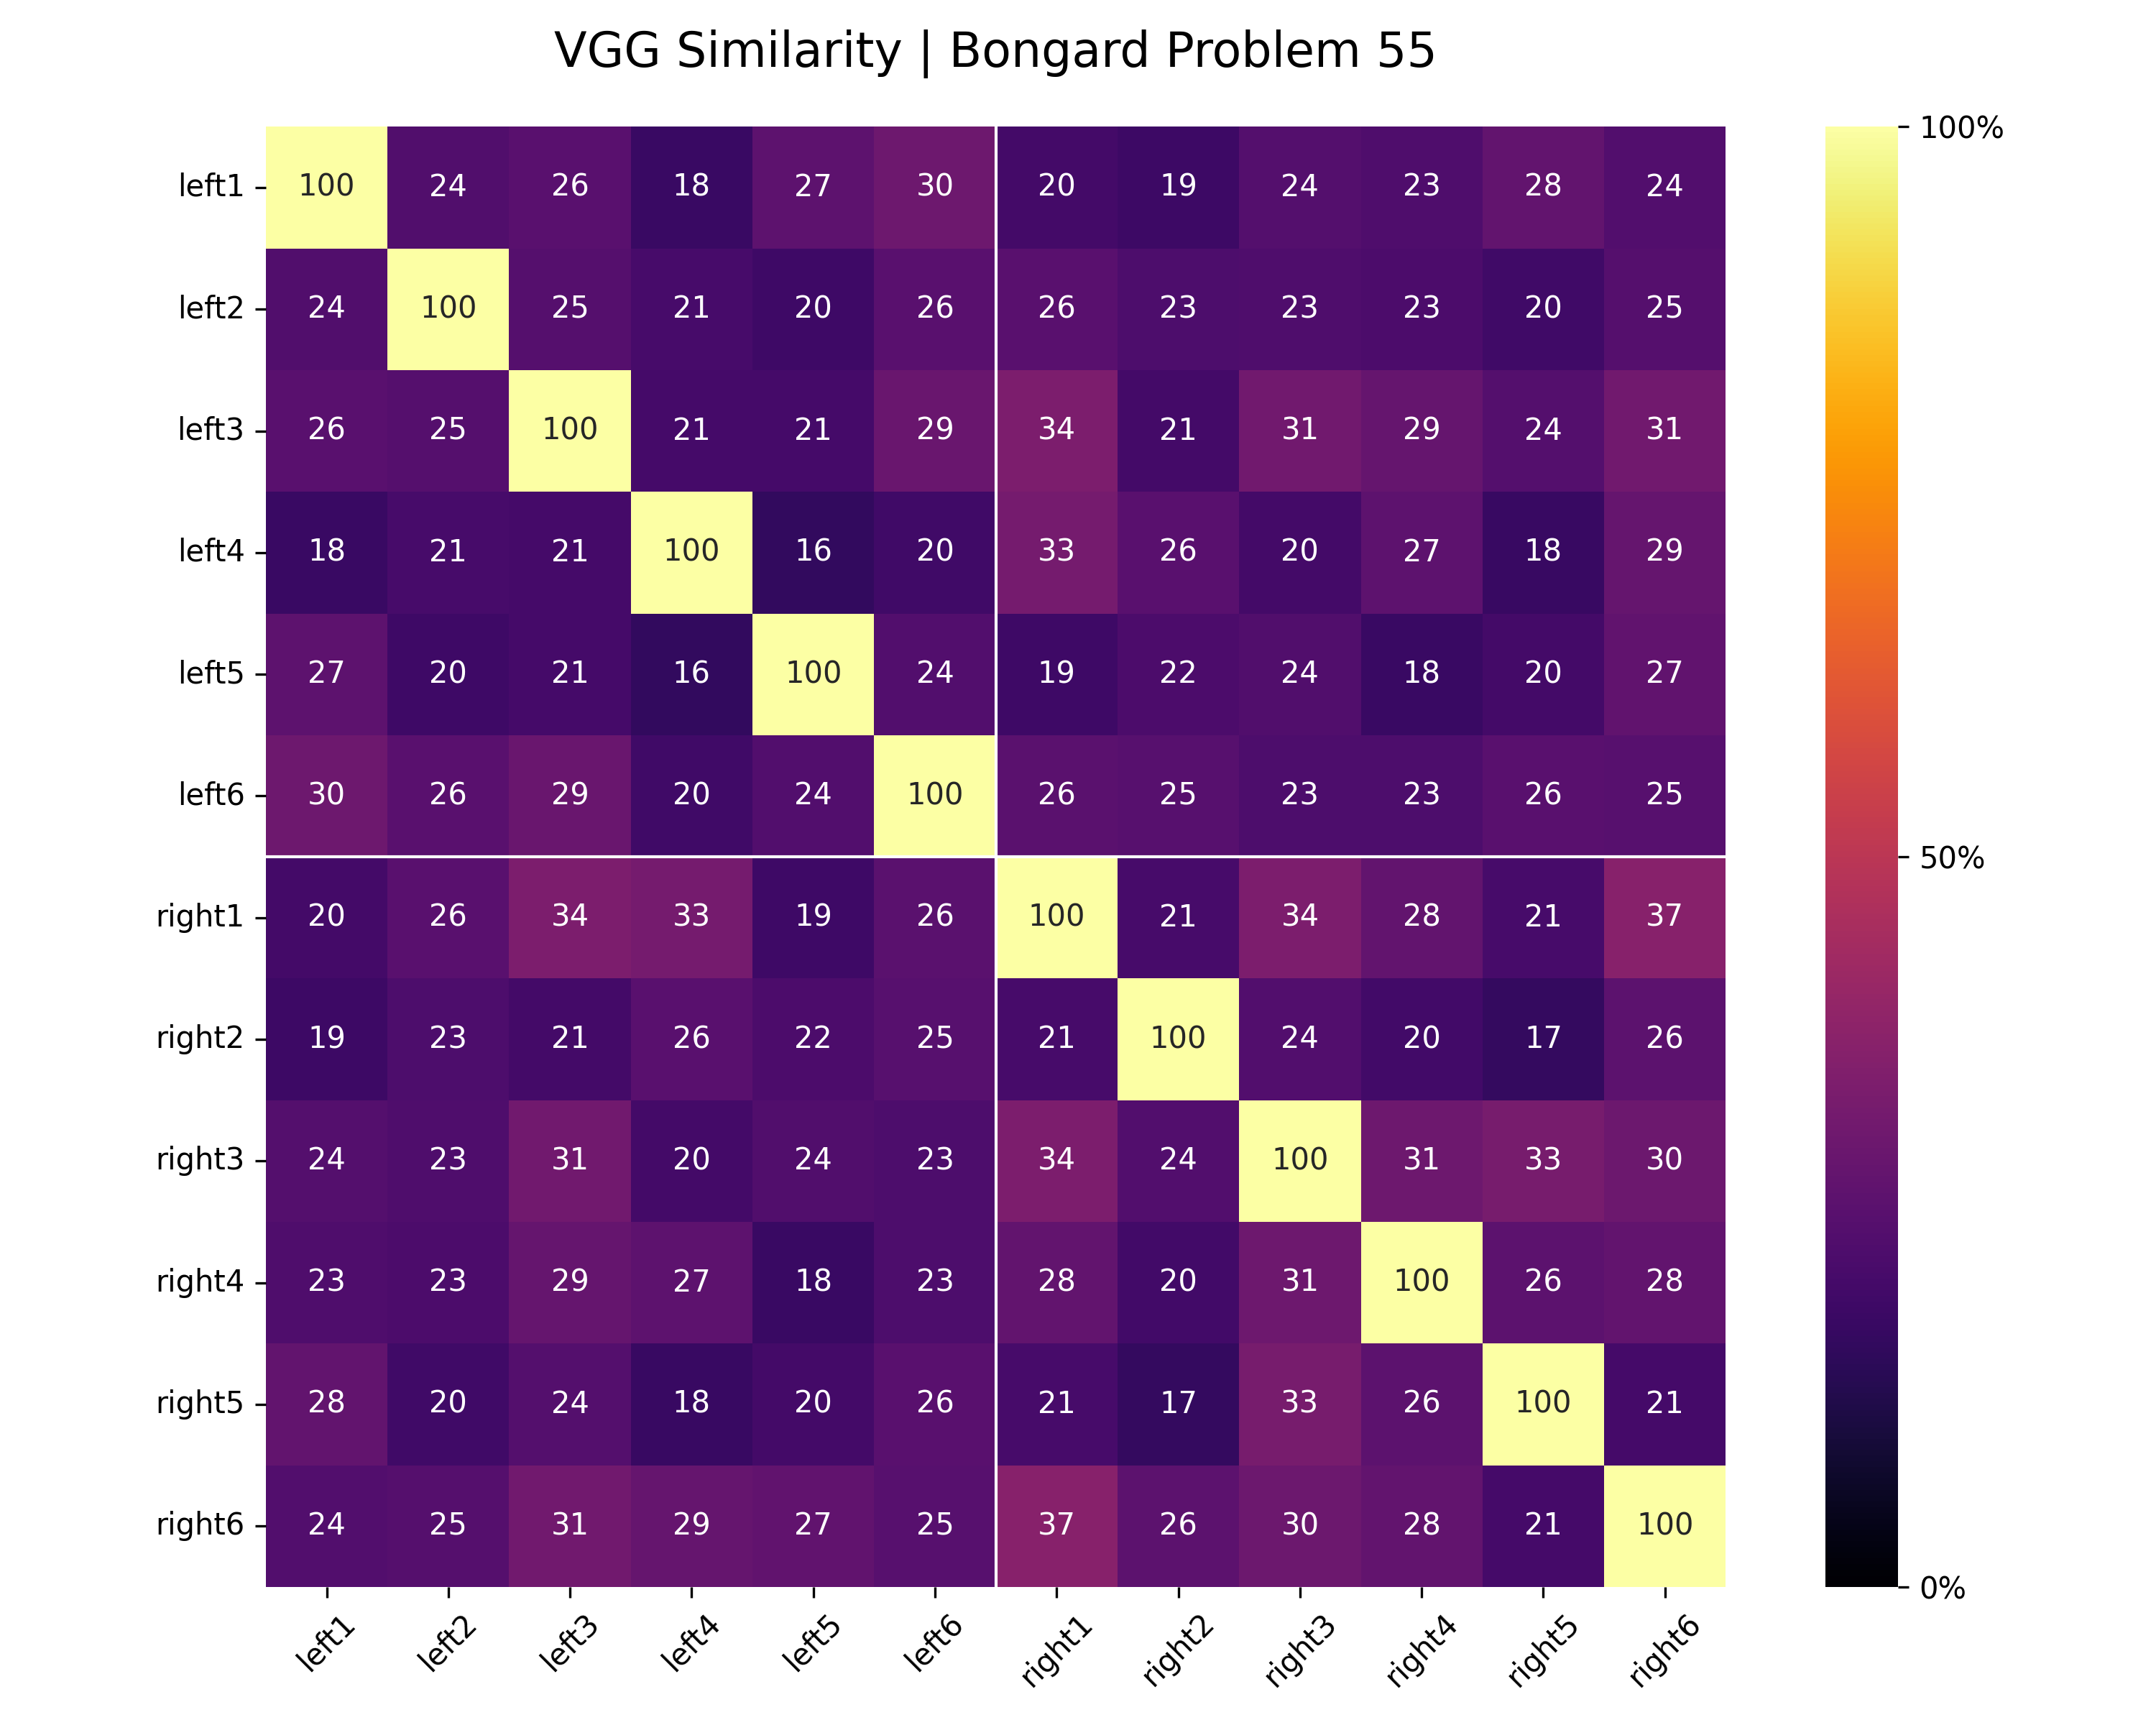 VGG Similarity | Bongard Problem 55
left1 100 24 26 18 27 30 20 19 24 23 28 24
left2 24 100 25 21 20 26 26 23 23 23 20 25
left3 26 25 100 21 21 29 34 21 31 29 24 31
left4 18 21 21 100 16 20 33 26 20 27 18 29
left5 27 20 21 16 100 24 19 22 24 18 20 27
left6 30 26 29 20 24 100 26 25 23 23 26 25
right1 20 26 34 33 19 26 100 21 34 28 21 37
right2 19 23 21 26 22 25 21 100 24 20 17 26
right3 24 23 31 20 24 23 34 24 100 31 33 30
right4 23 23 29 27 18 23 28 20 31 100 26 28
right5 28 20 24 18 20 26 21 17 33 26 100 21
right6 24 25 31 29 27 25 37 26 30 28 21 100
left1 left2 left3 left4 left5 left6 right1 right2 right3 right4 right5 right6
100%
50%
0%